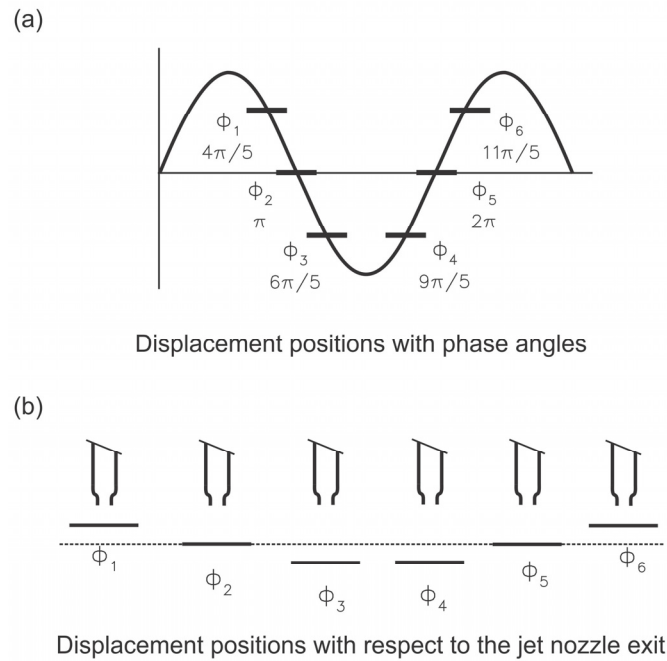 (a)
ϕ1
4π/5
ϕ6
11π/5
ϕ2
π
ϕ5
2π
ϕ3
6π/5
ϕ4
9π/5
Displacement positions with phase angles
(b)
ϕ1
ϕ2
ϕ3
ϕ4
ϕ5
ϕ6
Displacement positions with respect to the jet nozzle exit